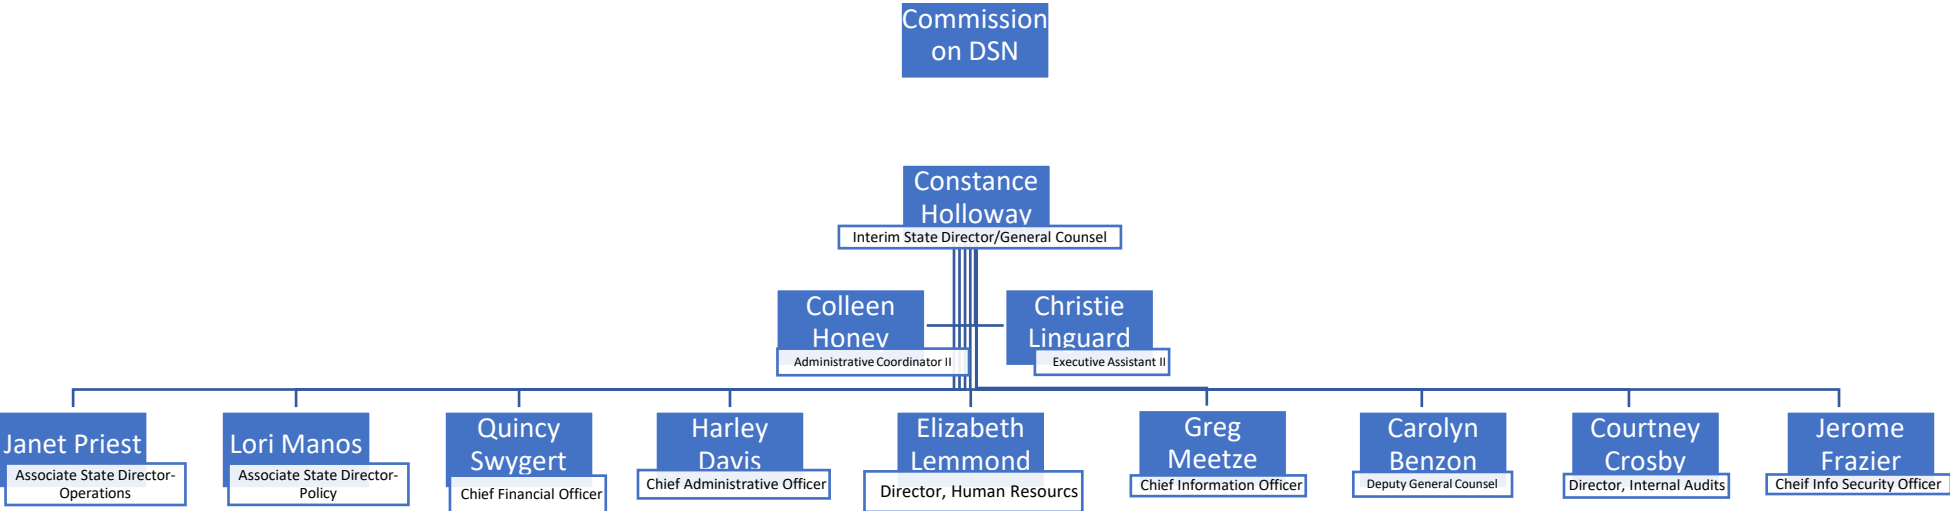 Commission
on DSN
Constance
Holloway
Interim State Director/General Counsel
Colleen
Honey
Administrative Coordinator II
Christie
Linguard
Executive Assistant II
Janet Priest
Associate State Director-
Operations
Lori Manos
Associate State Director-
Policy
Quincy
Swygert
Chief Financial Officer
Harley
Davis
Chief Administrative Officer
Elizabeth
Lemmond
Director, Human Resourcs
Greg
Meetze
Chief Information Officer
Carolyn
Benzon
Deputy General Counsel
Courtney
Crosby
Director, Internal Audits
Jerome
Frazier
Cheif Info Security Officer